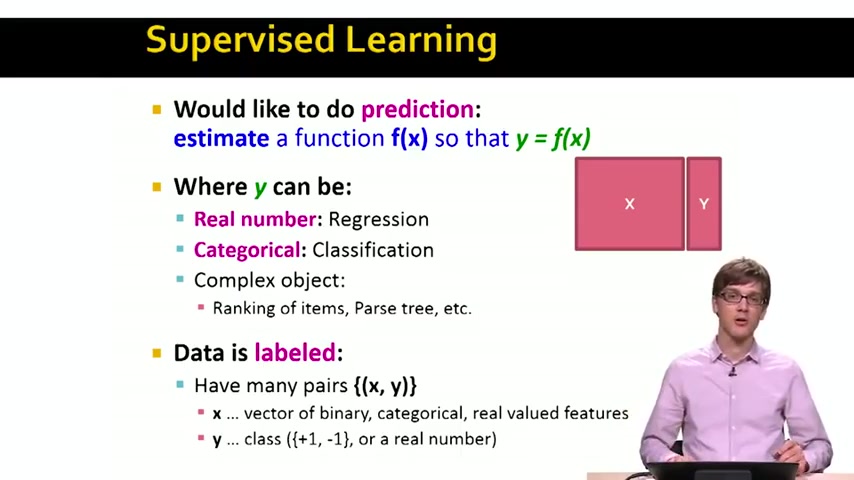 Supervised Learning
Would like to do prediction:
estimate a function f(x) so that y = f(x)
Where y can be:
Real number: Regression
Categorical: Classification
Complex object:
Ranking of items, Parse tree, etc.
X
Y
Data is labeled:
Have many pairs {(x, y)}
x ... vector of binary, categorical, real valued features
y ... class ({+1, -1}, or a real number)